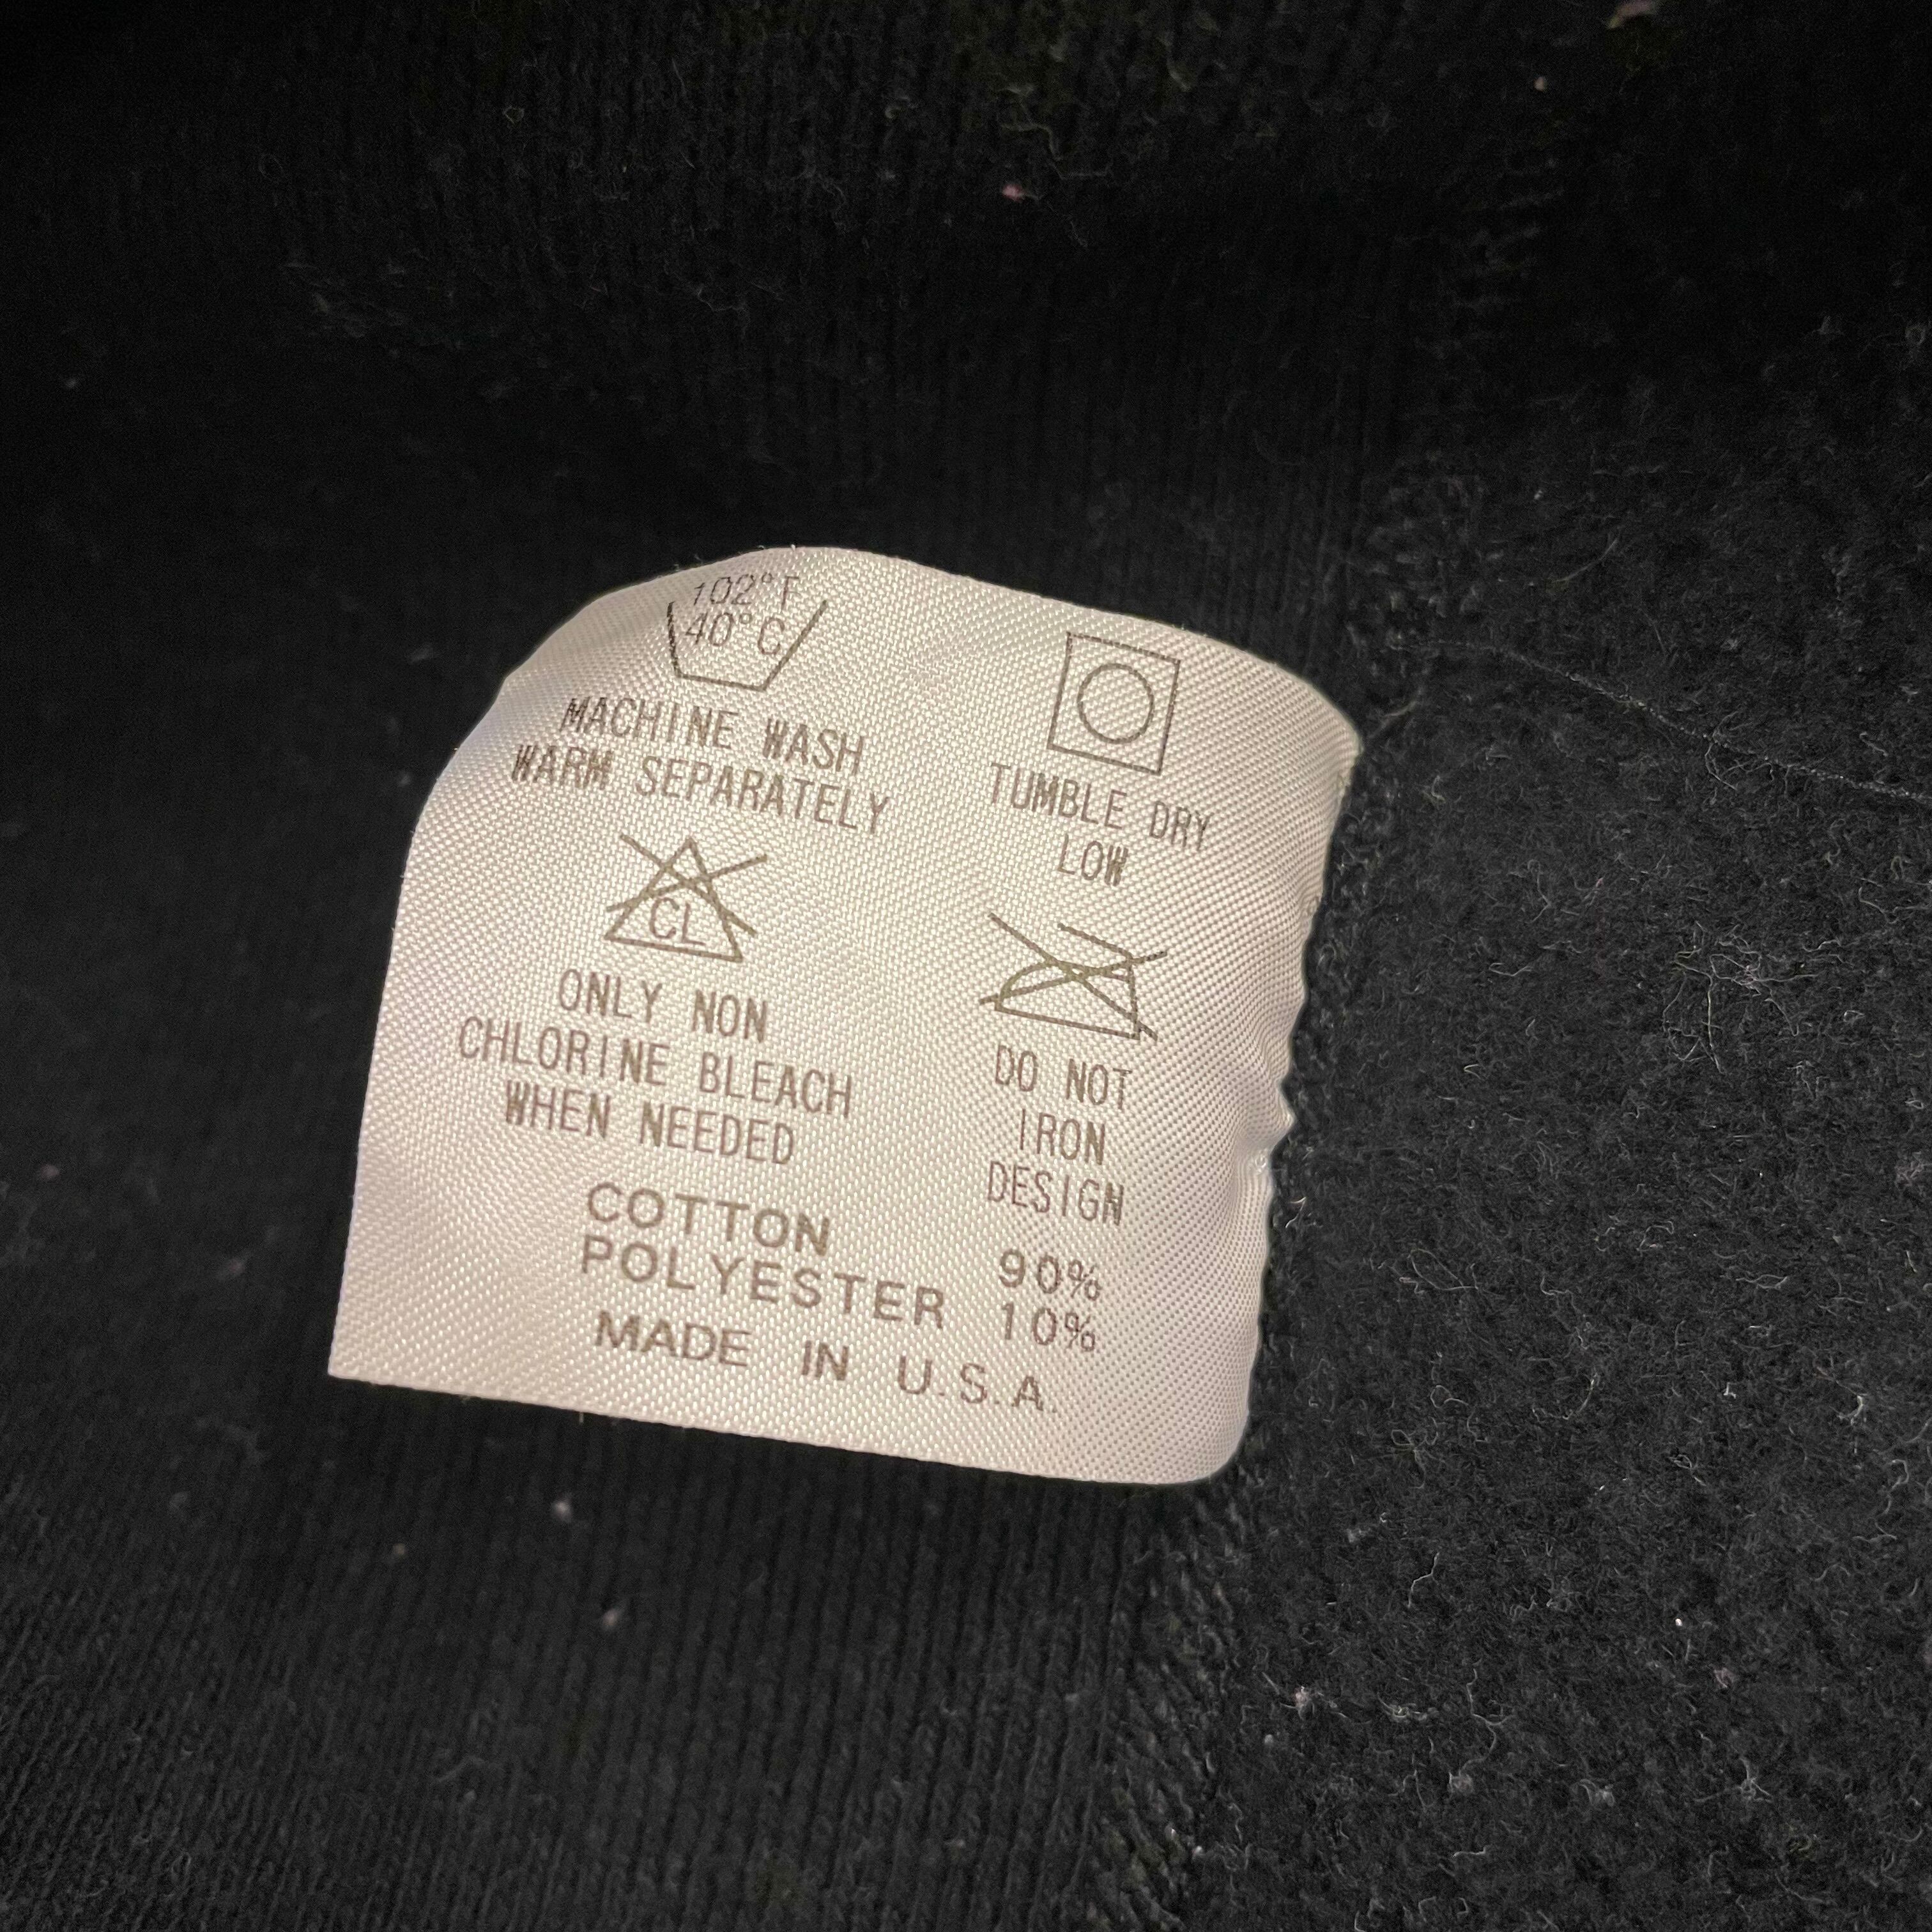 102°F
40°C
MACHINE WASH
WARM SEPARATELY
TUMBLE DRY
LOW
CL
ONLY NON
CHLORINE BLEACH
WHEN NEEDED
DO NOT
IRON
DESIGN
COTTON 90%
POLYESTER 10%
MADE IN U.S.A.